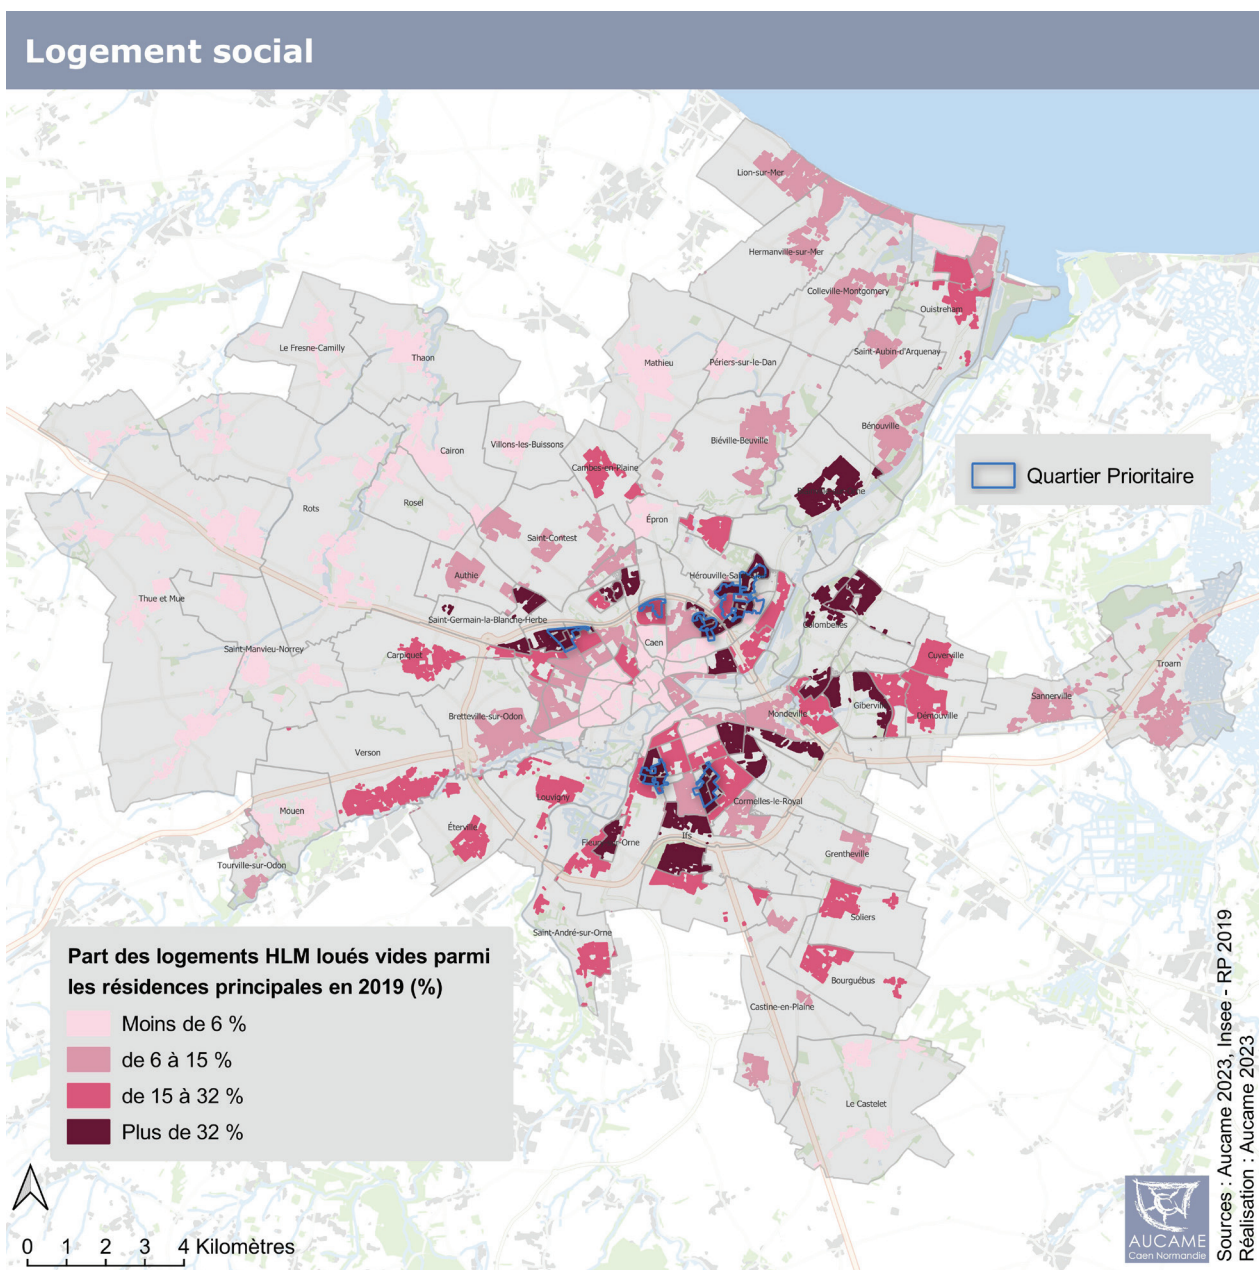 Logement social
Lion-sur-Mer
Hermanville-sur-Mer
Colleville-Montgomery
Ouistreham
Saint-Aubin-d'Arquenay
Le Fresne-Camilly
Thaon
Mathieu
Périers-sur-le-Dan
Bénouville
Biéville-Beuville
Villons-les-Buissons
Cairon
Cambes-en-Plaine
Quartier Prioritaire
Rosel
Rots
Épron
Saint-Contest
Authie
Hérouville-Sai
Thue et Mue
Saint-Germain-la-Blanche-Herbe
Colombelles
Caen
Saint-Manvieu-Norrey
Carpiquet
Cuverville
Troarn
Sannerville
Giberville
Mondeville
Démouville
Bretteville-sur-Odon
Verson
Louvigny
Cormelles-le-Royal
Mouen
Éterville
Ifs
Fleury-sur-Orne
Grentheville
Tourville-sur-Odon
Soliers
Saint-André-sur-Orne
Bourguébus
Castine-en-Plaine
Le Castelet
Part des logements HLM loués vides parmi
les résidences principales en 2019 (%)
Moins de 6 %
de 6 à 15 %
de 15 à 32 %
Plus de 32 %
0 1 2 3 4 Kilomètres
AUCAME
Caen Normandie
Sources : Aucame 2023, Insee - RP 2019
Réalisation : Aucame 2023